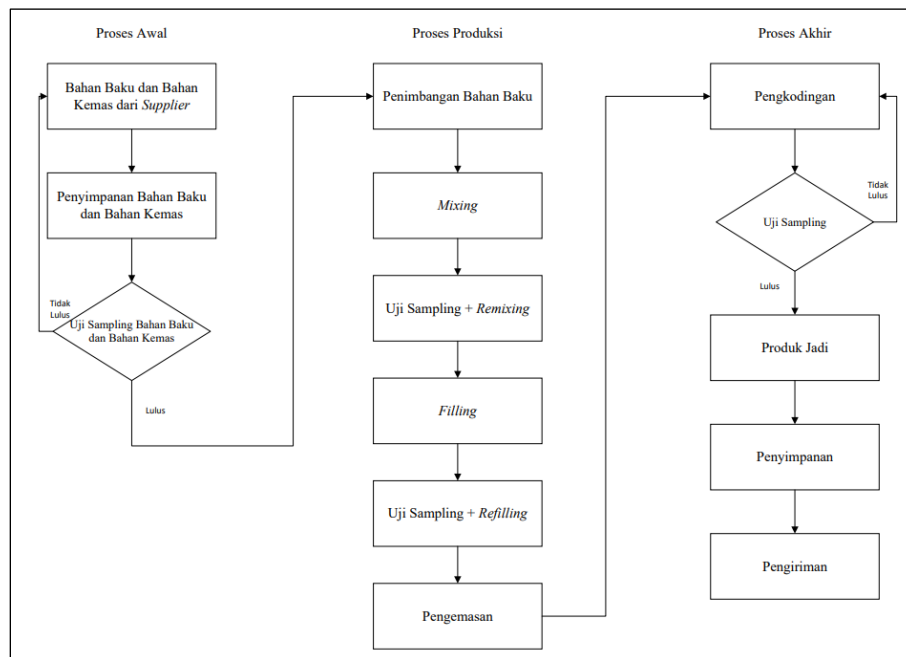 Proses Awal
Bahan Baku dan Bahan
Kemas dari Supplier
Penyimpanan Bahan Baku
dan Bahan Kemas
Tidak
Lulus
Uji Sampling Bahan Baku
dan Bahan Kemas
Lulus
Proses Produksi
Penimbangan Bahan Baku
Mixing
Uji Sampling + Remixing
Filling
Uji Sampling + Refilling
Pengemasan
Proses Akhir
Pengkodingan
Tidak
Lulus
Uji Sampling
Lulus
Produk Jadi
Penyimpanan
Pengiriman